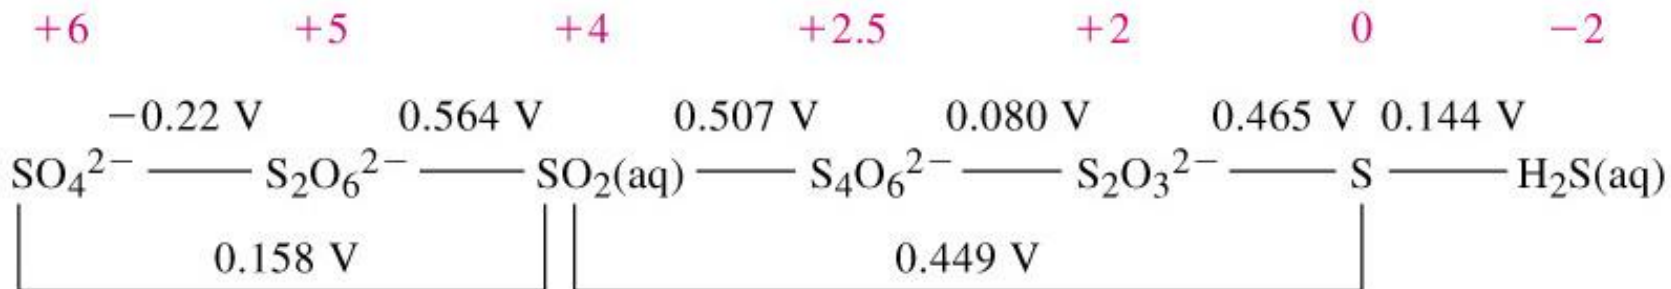 +6 +5 +4 +2.5 +2 0 −2
−0.22 V 0.564 V 0.507 V 0.080 V 0.465 V 0.144 V
SO₄²⁻ S₂O₆²⁻ SO₂(aq) S₄O₆²⁻ S₂O₃²⁻ S H₂S(aq)
0.158 V 0.449 V